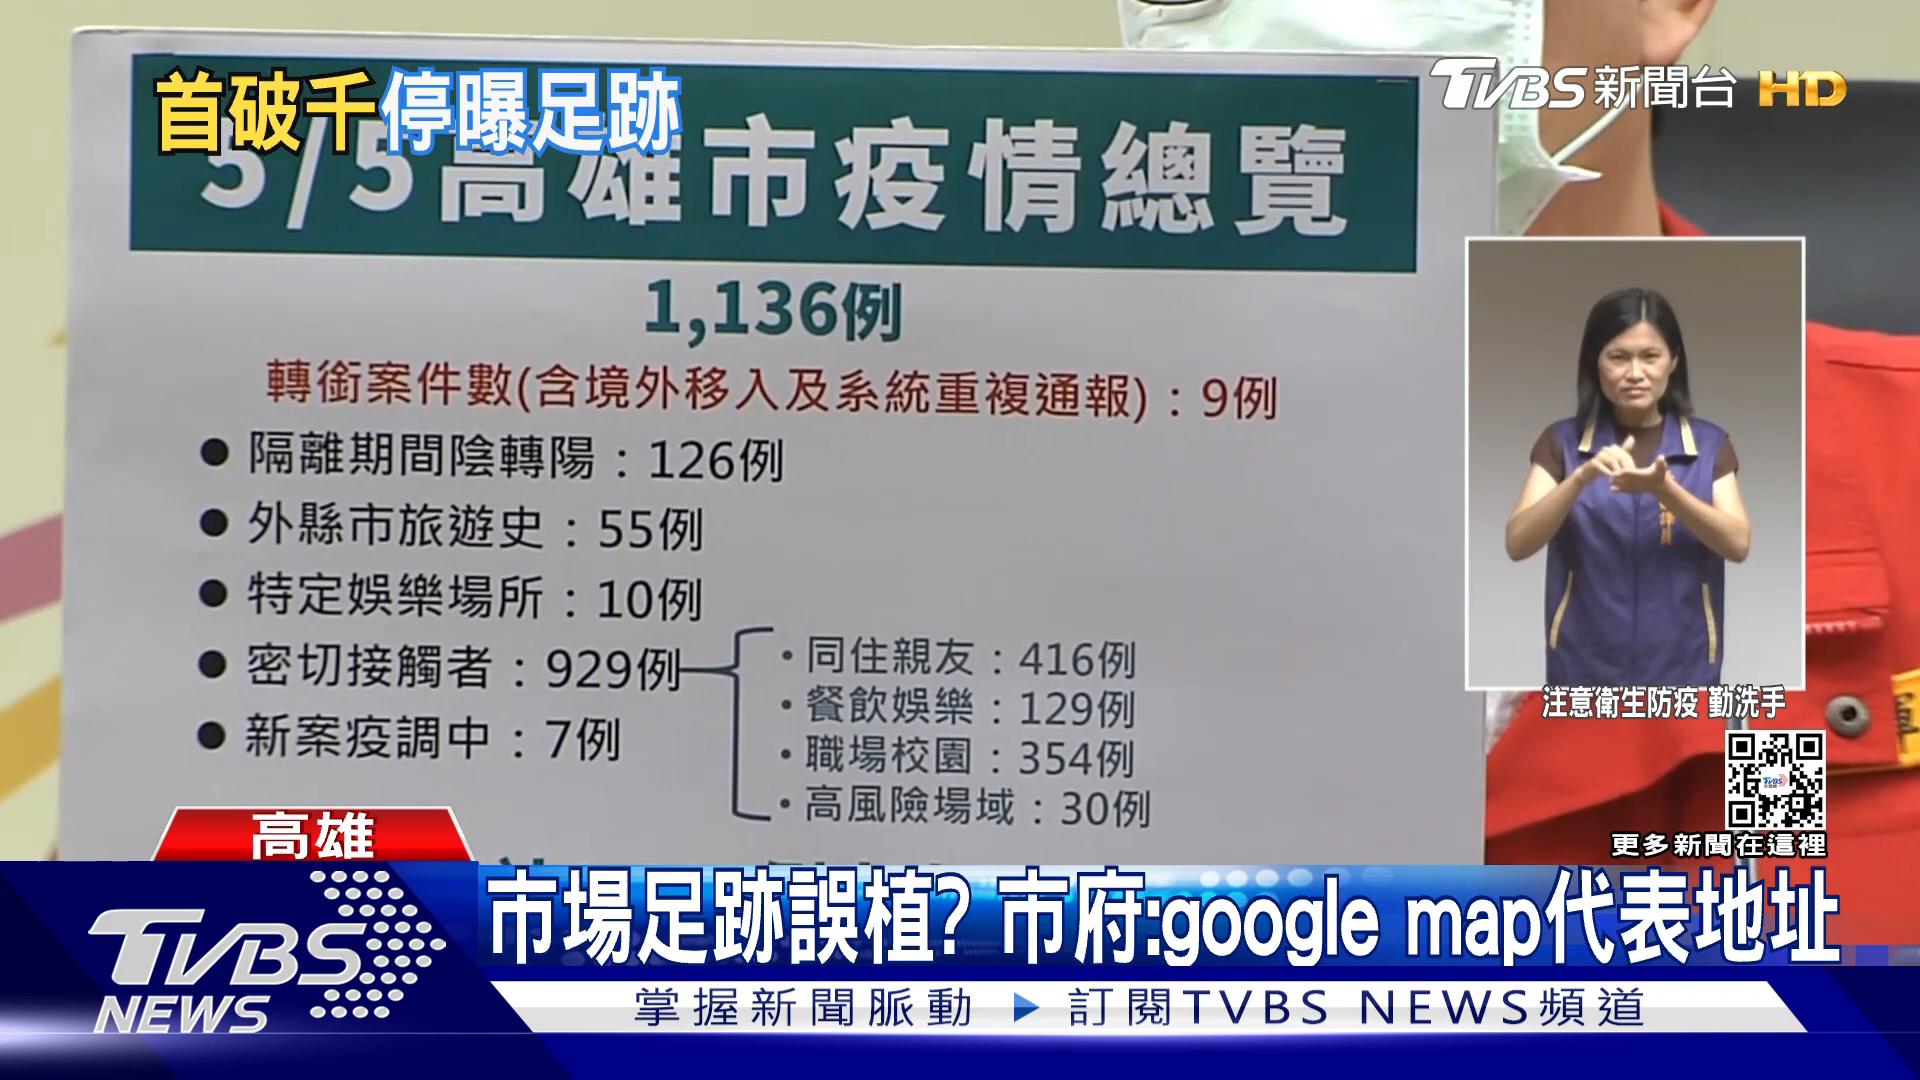 首破千停曝足跡
TVBS新聞台 HD
5/5高雄市疫情總覽
1,136例
轉銜案件數(含境外移入及系統重複通報)：9例
● 隔離期間陰轉陽：126例
● 外縣市旅遊史：55例
● 特定娛樂場所：10例
● 密切接觸者：929例
● 新案疫調中：7例
・同住親友：416例
・餐飲娛樂：129例
・職場校園：354例
・高風險場域：30例
注意衛生防疫 勤洗手
TVBS
更多新聞在這裡
高雄
市場足跡誤植? 市府:google map代表地址
TVBS NEWS
掌握新聞脈動 ▶ 訂閱TVBS NEWS頻道